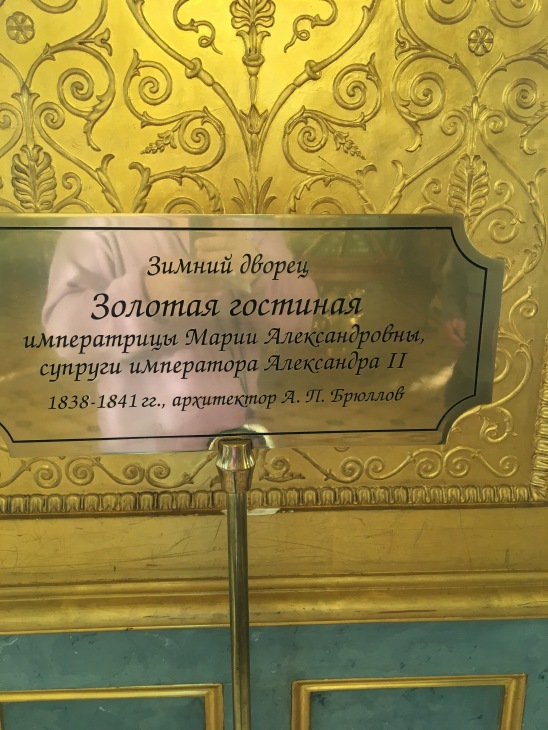 Зимний дворец
Золотая гостиная
императрицы Марии Александровны,
супруги императора Александра II
1838-1841 гг., архитектор А. П. Брюллов